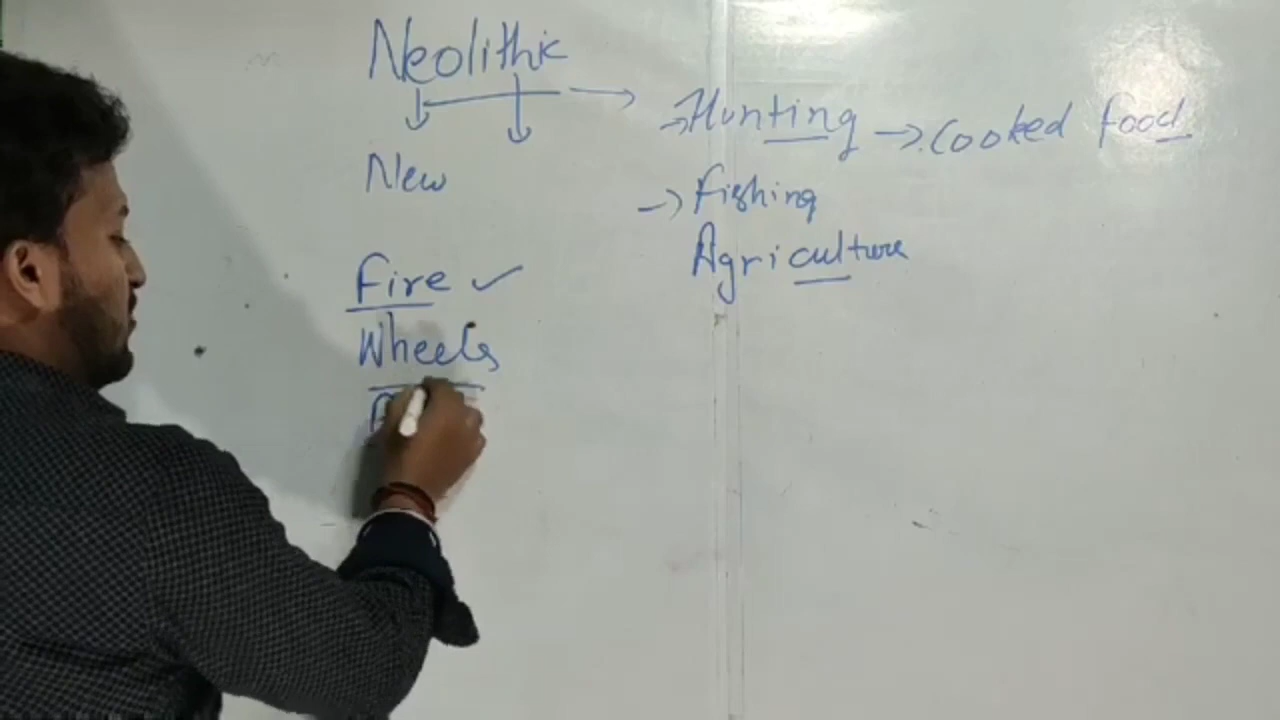 Neolithic
New
→ Hunting → Cooked food
→ Fishing
Agriculture
Fire ✓
Wheels